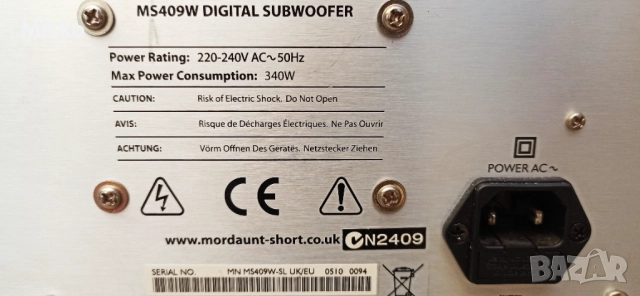 MS409W DIGITAL SUBWOOFER
Power Rating: 220-240V AC~50Hz
Max Power Consumption: 340W
CAUTION: Risk of Electric Shock. Do Not Open
AVIS: Risque de Décharges Électriques. Ne Pas Ouvrir
ACHTUNG: Vörm Offnen Des Geratës. Netzstecker Ziehen
POWER AC~
CE
www.mordaunt-short.co.uk N2409
SERIAL NO. MN MS409W-SL UK/EU 0510 0094
BAZAR